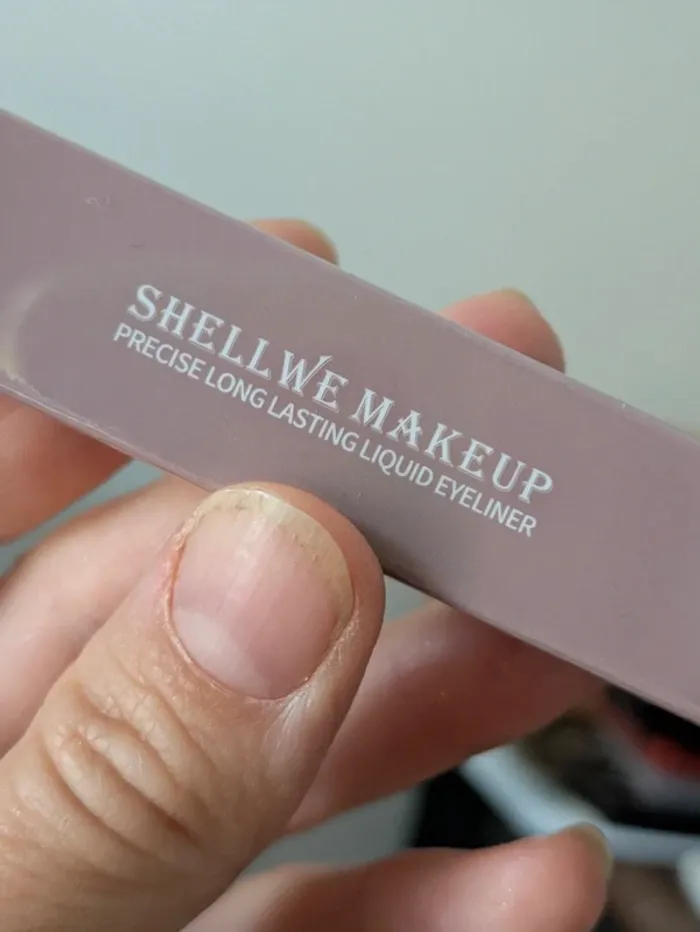 SHELLWE MAKEUP
PRECISE LONG LASTING LIQUID EYELINER